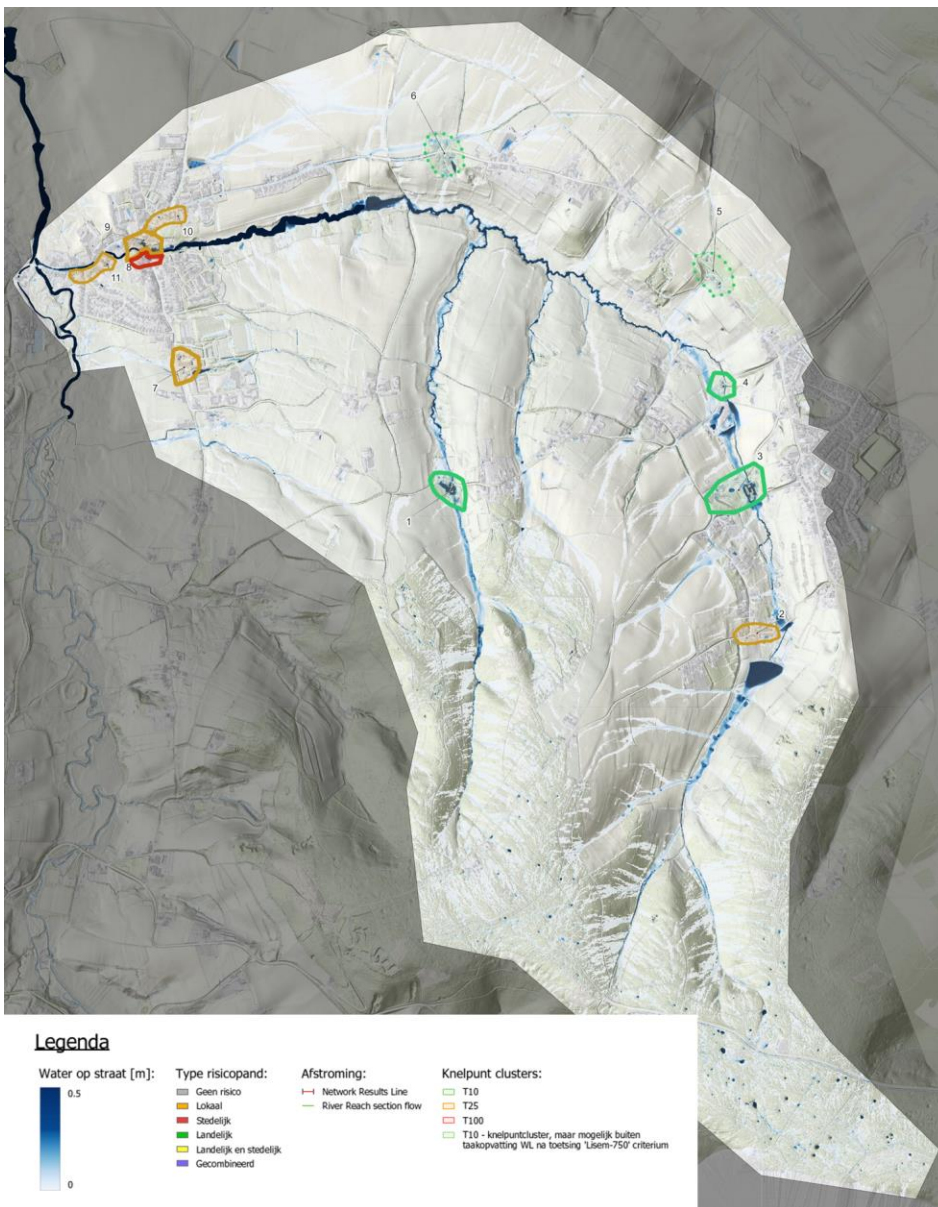 6
5
9
10
8
11
7
4
3
1
2
Legenda
Water op straat [m]:
0.5
0
Type risicopand:
Geen risico
Lokaal
Stedelijk
Landelijk
Landelijk en stedelijk
Gecombineerd
Afstroming:
Network Results Line
River Reach section flow
Knelpunt clusters:
T10
T25
T100
T10 - knelpuntcluster, maar mogelijk buiten
taakopvatting WL na toetsing 'Lisem-750' criterium